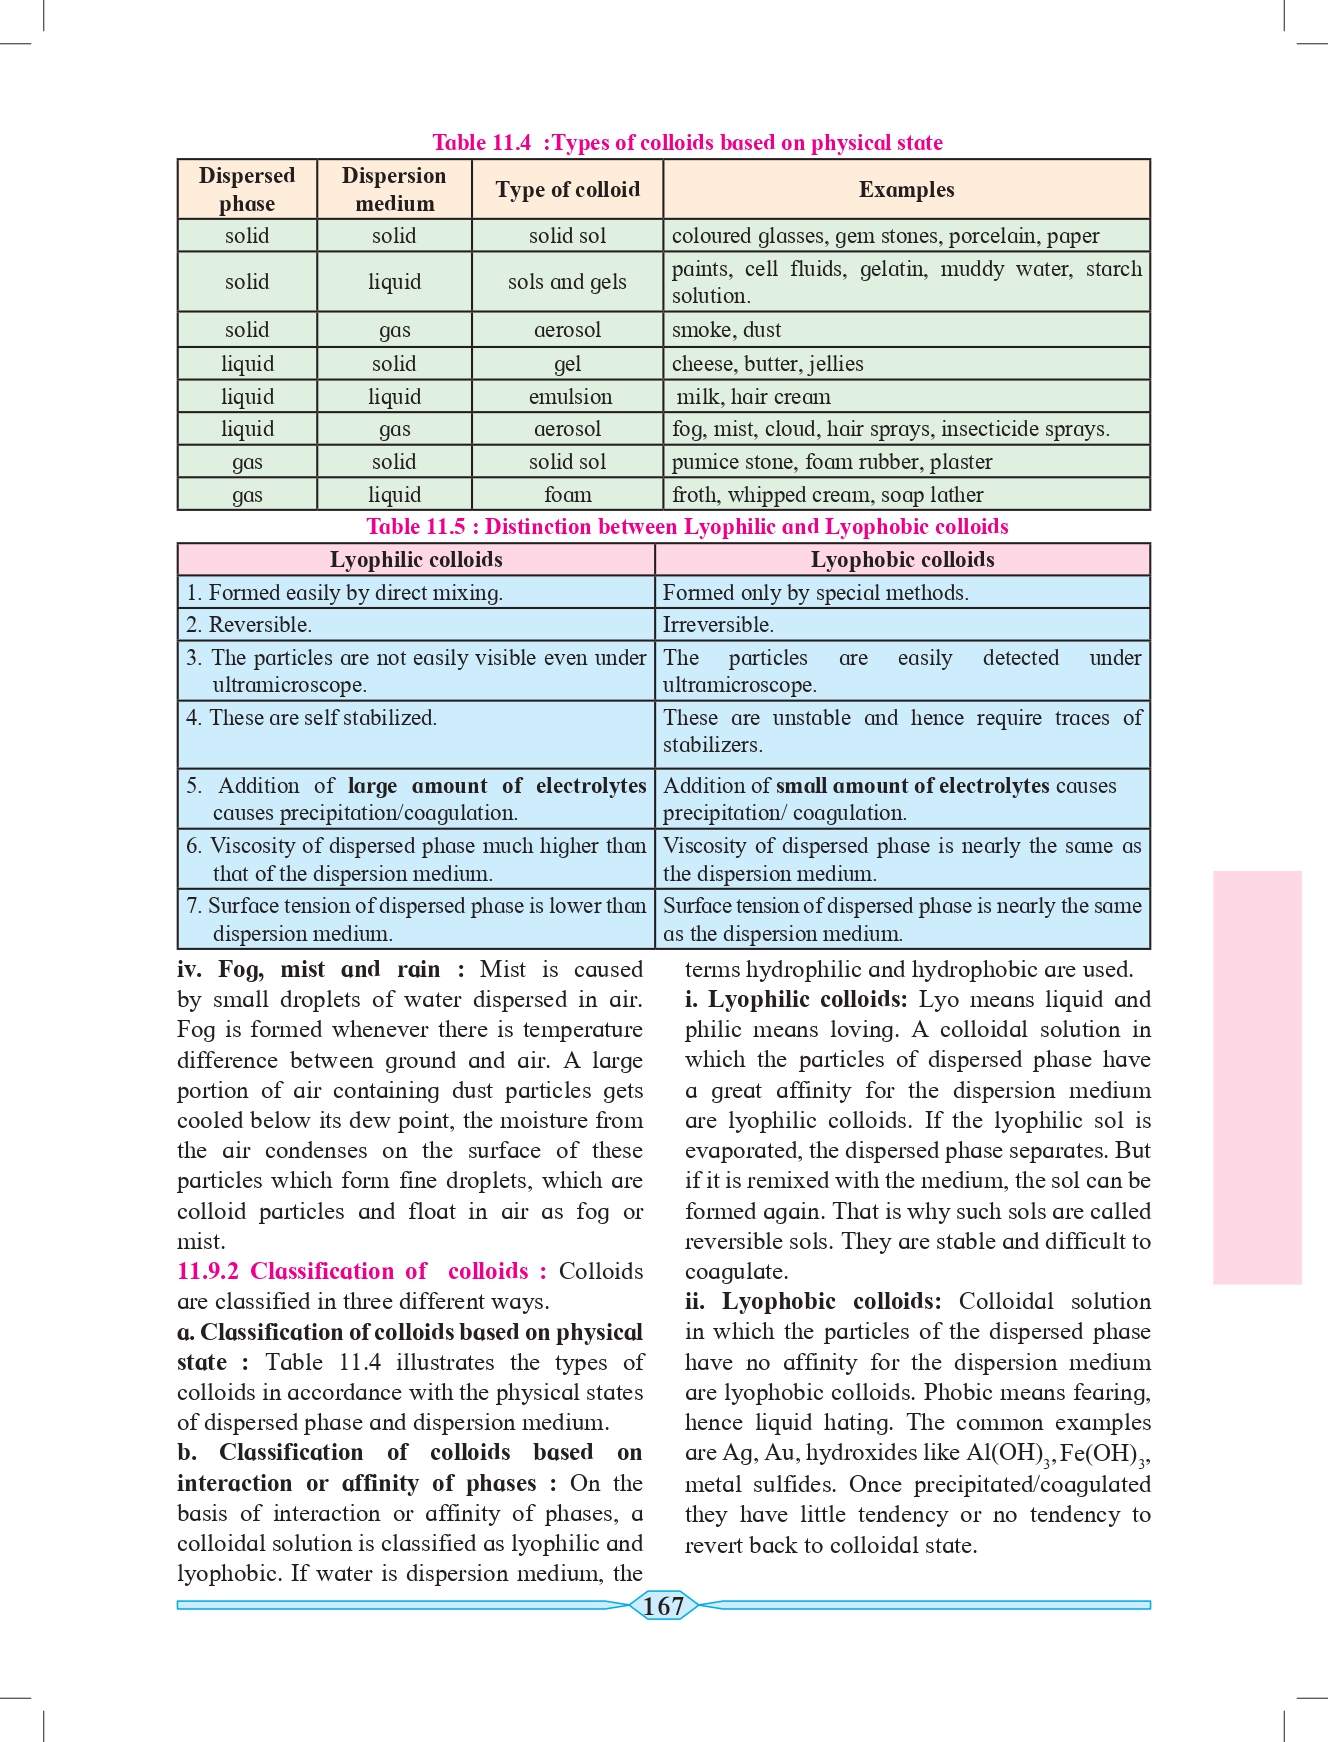 Table 11.4  :Types of colloids based on physical state
Dispersed phase | Dispersion medium | Type of colloid | Examples
solid | solid | solid sol | coloured glasses, gem stones, porcelain, paper
solid | liquid | sols and gels | paints, cell fluids, gelatin, muddy water, starch solution.
solid | gas | aerosol | smoke, dust
liquid | solid | gel | cheese, butter, jellies
liquid | liquid | emulsion | milk, hair cream
liquid | gas | aerosol | fog, mist, cloud, hair sprays, insecticide sprays.
gas | solid | solid sol | pumice stone, foam rubber, plaster
gas | liquid | foam | froth, whipped cream, soap lather
Table 11.5 : Distinction between Lyophilic and Lyophobic colloids
Lyophilic colloids | Lyophobic colloids
1. Formed easily by direct mixing. | Formed only by special methods.
2. Reversible. | Irreversible.
3. The particles are not easily visible even under ultramicroscope. | The particles are easily detected under ultramicroscope.
4. These are self stabilized. | These are unstable and hence require traces of stabilizers.
5. Addition of large amount of electrolytes causes precipitation/coagulation. | Addition of small amount of electrolytes causes precipitation/ coagulation.
6. Viscosity of dispersed phase much higher than that of the dispersion medium. | Viscosity of dispersed phase is nearly the same as the dispersion medium.
7. Surface tension of dispersed phase is lower than dispersion medium. | Surface tension of dispersed phase is nearly the same as the dispersion medium.
iv. Fog, mist and rain : Mist is caused
by small droplets of water dispersed in air.
Fog is formed whenever there is temperature
difference between ground and air. A large
portion of air containing dust particles gets
cooled below its dew point, the moisture from
the air condenses on the surface of these
particles which form fine droplets, which are
colloid particles and float in air as fog or
mist.
11.9.2 Classification of colloids : Colloids
are classified in three different ways.
a. Classification of colloids based on physical
state : Table 11.4 illustrates the types of
colloids in accordance with the physical states
of dispersed phase and dispersion medium.
b. Classification of colloids based on
interaction or affinity of phases : On the
basis of interaction or affinity of phases, a
colloidal solution is classified as lyophilic and
lyophobic. If water is dispersion medium, the
terms hydrophilic and hydrophobic are used.
i. Lyophilic colloids: Lyo means liquid and
philic means loving. A colloidal solution in
which the particles of dispersed phase have
a great affinity for the dispersion medium
are lyophilic colloids. If the lyophilic sol is
evaporated, the dispersed phase separates. But
if it is remixed with the medium, the sol can be
formed again. That is why such sols are called
reversible sols. They are stable and difficult to
coagulate.
ii. Lyophobic colloids: Colloidal solution
in which the particles of the dispersed phase
have no affinity for the dispersion medium
are lyophobic colloids. Phobic means fearing,
hence liquid hating. The common examples
are Ag, Au, hydroxides like Al(OH)₃, Fe(OH)₃,
metal sulfides. Once precipitated/coagulated
they have little tendency or no tendency to
revert back to colloidal state.
167